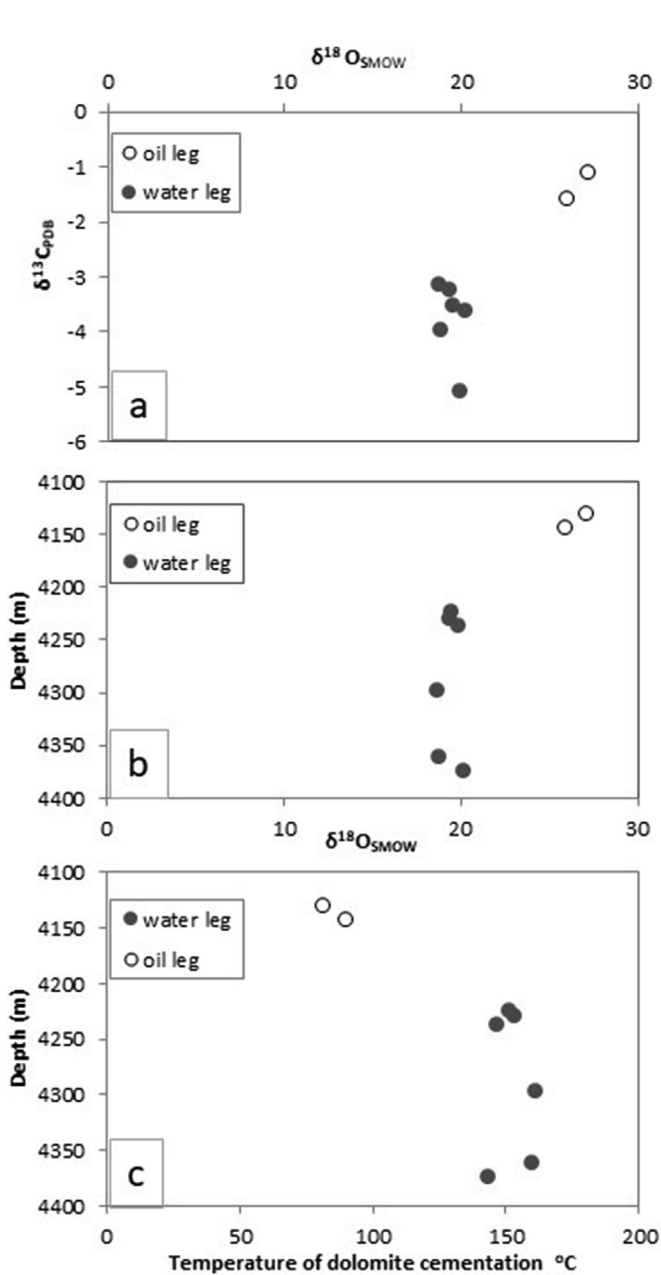 δ¹⁸O_SMOW
0 10 20 30
0
-1
-2
-3
-4
-5
-6
δ¹³C_PDB
oil leg
water leg
a
4100
4150
4200
4250
4300
4350
4400
Depth (m)
oil leg
water leg
b
0 10 20 30
δ¹⁸O_SMOW
4100
4150
4200
4250
4300
4350
4400
Depth (m)
water leg
oil leg
c
0 50 100 150 200
Temperature of dolomite cementation °C